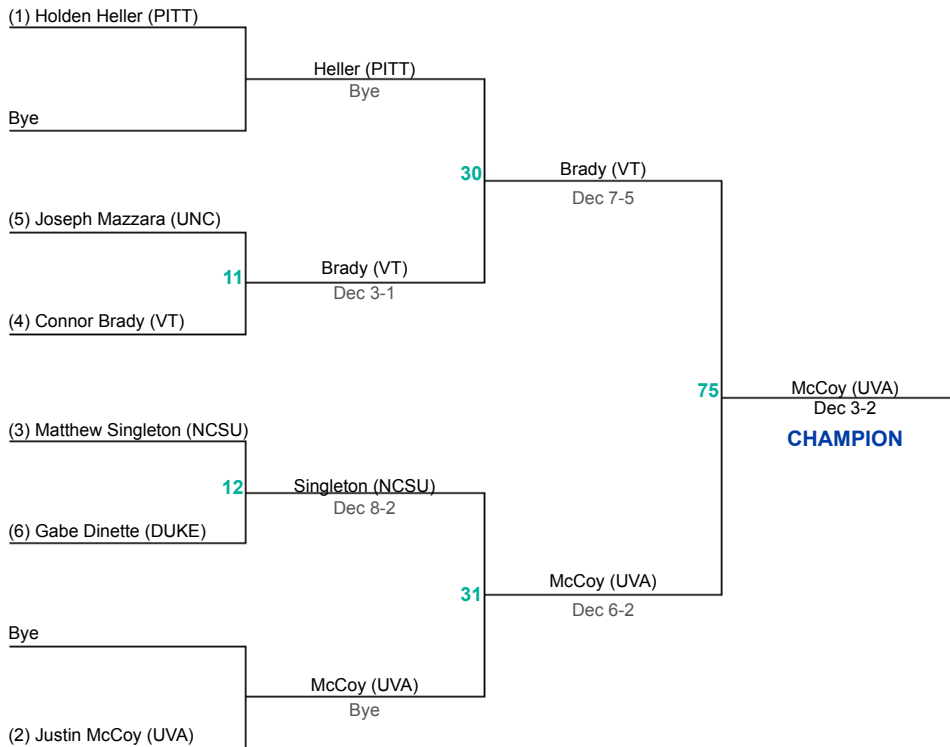 (1) Holden Heller (PITT)
Heller (PITT)
Bye
Bye
30
Brady (VT)
Dec 7-5
(5) Joseph Mazzara (UNC)
11
Brady (VT)
Dec 3-1
(4) Connor Brady (VT)
75
McCoy (UVA)
Dec 3-2
CHAMPION
(3) Matthew Singleton (NCSU)
12
Singleton (NCSU)
Dec 8-2
(6) Gabe Dinette (DUKE)
31
McCoy (UVA)
Dec 6-2
Bye
McCoy (UVA)
Bye
(2) Justin McCoy (UVA)